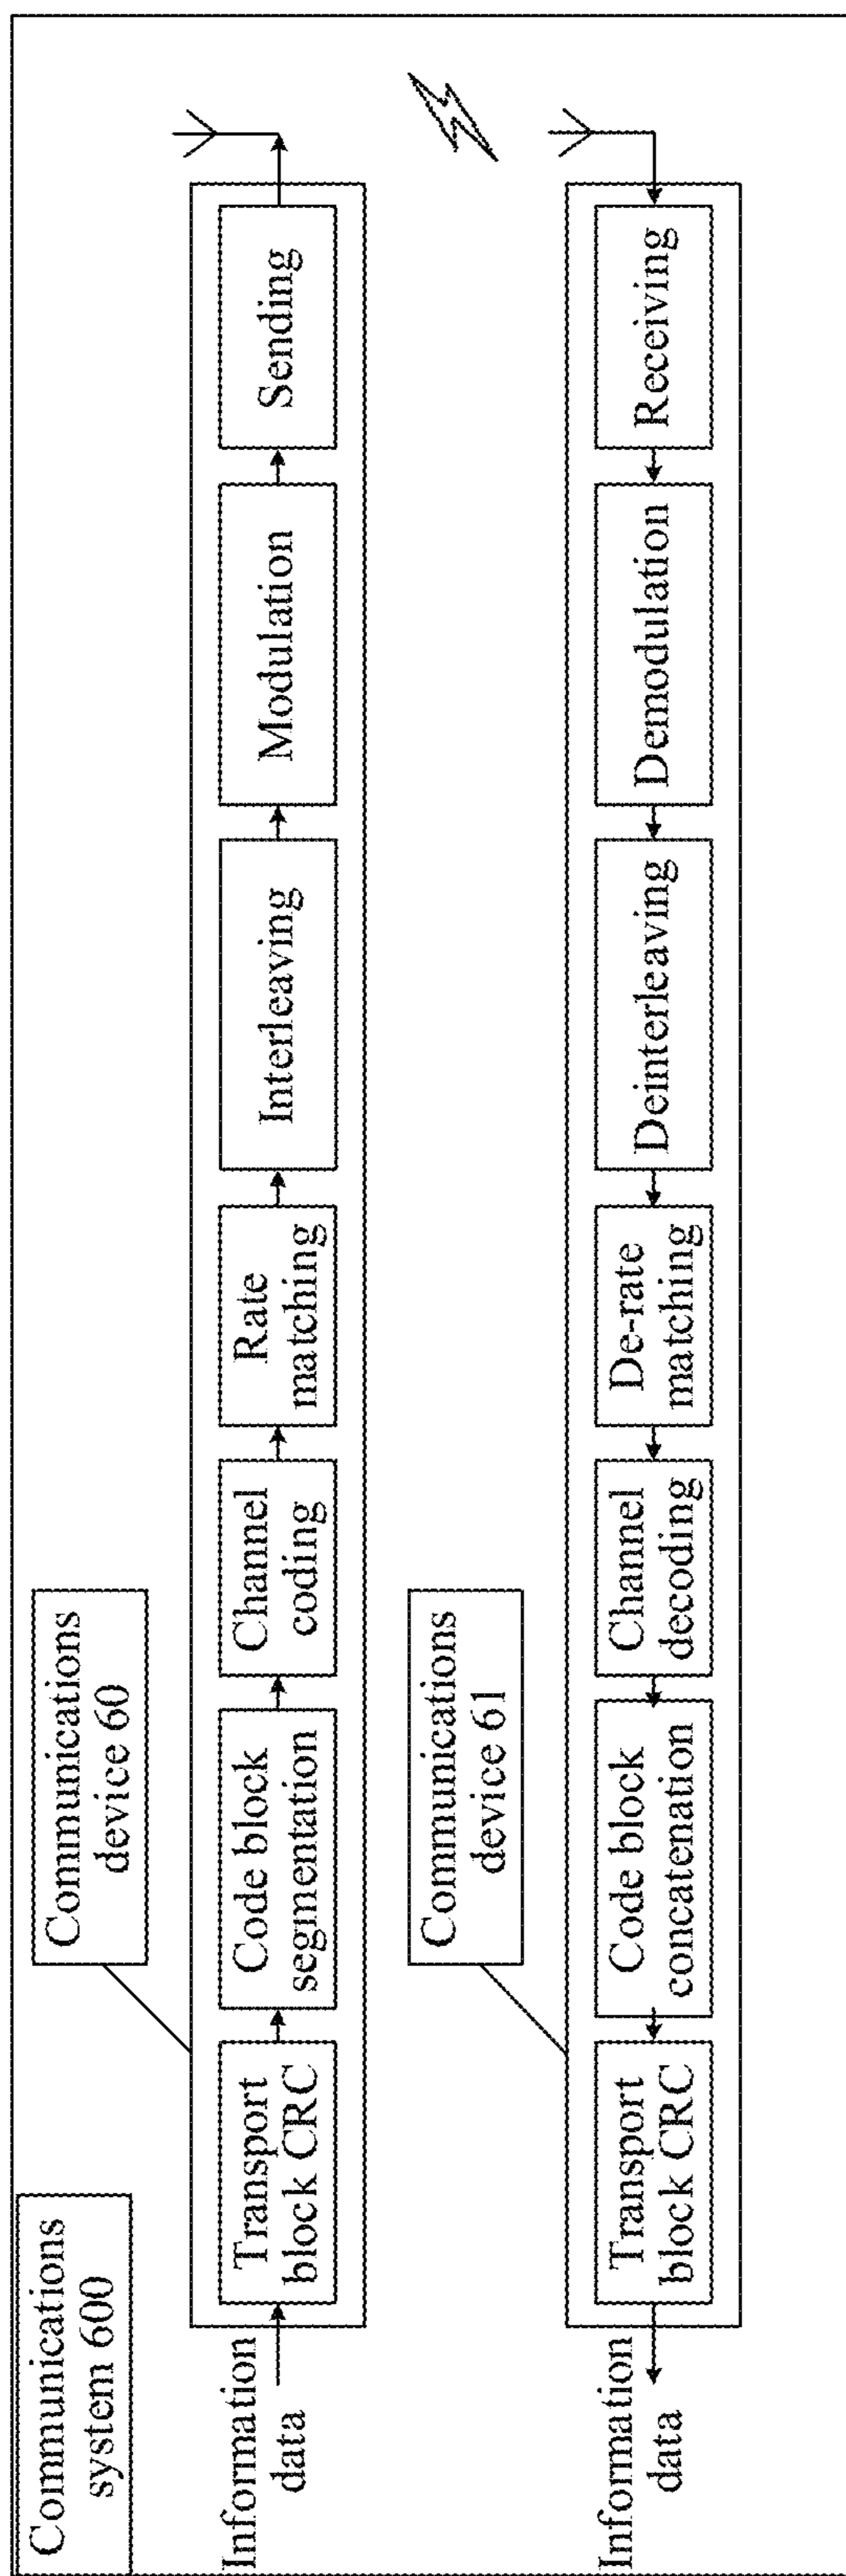 Communications
system 600
Communications
device 60
Information
data
Transport
block CRC
Code block
segmentation
Channel
coding
Rate
matching
Interleaving
Modulation
Sending
Communications
device 61
Information
data
Transport
block CRC
Code block
concatenation
Channel
decoding
De-rate
matching
Deinterleaving
Demodulation
Receiving